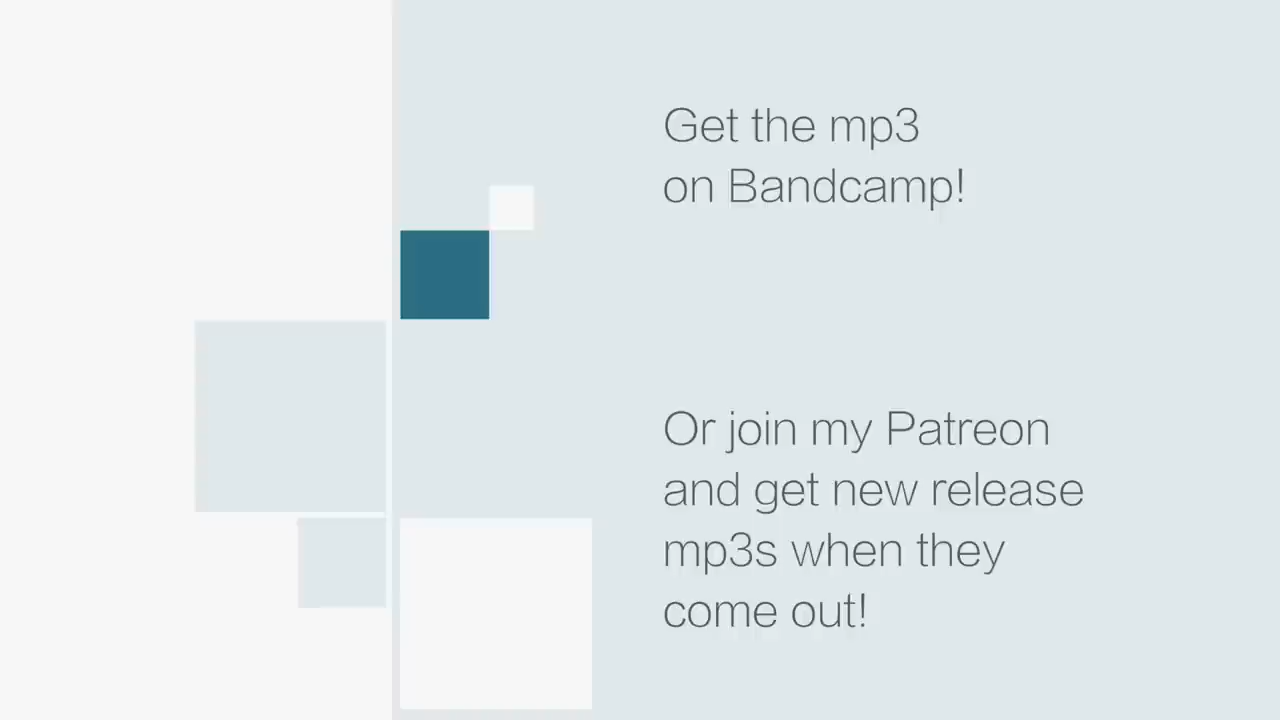 Get the mp3
on Bandcamp!
Or join my Patreon
and get new release
mp3s when they
come out!